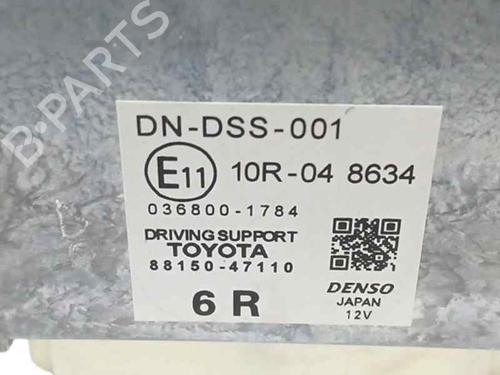 B-PARTS
DN-DSS-001
E11 10R-04 8634
036800-1784
DRIVING SUPPORT
TOYOTA
88150-47110
6 R
DENSO
JAPAN
12V